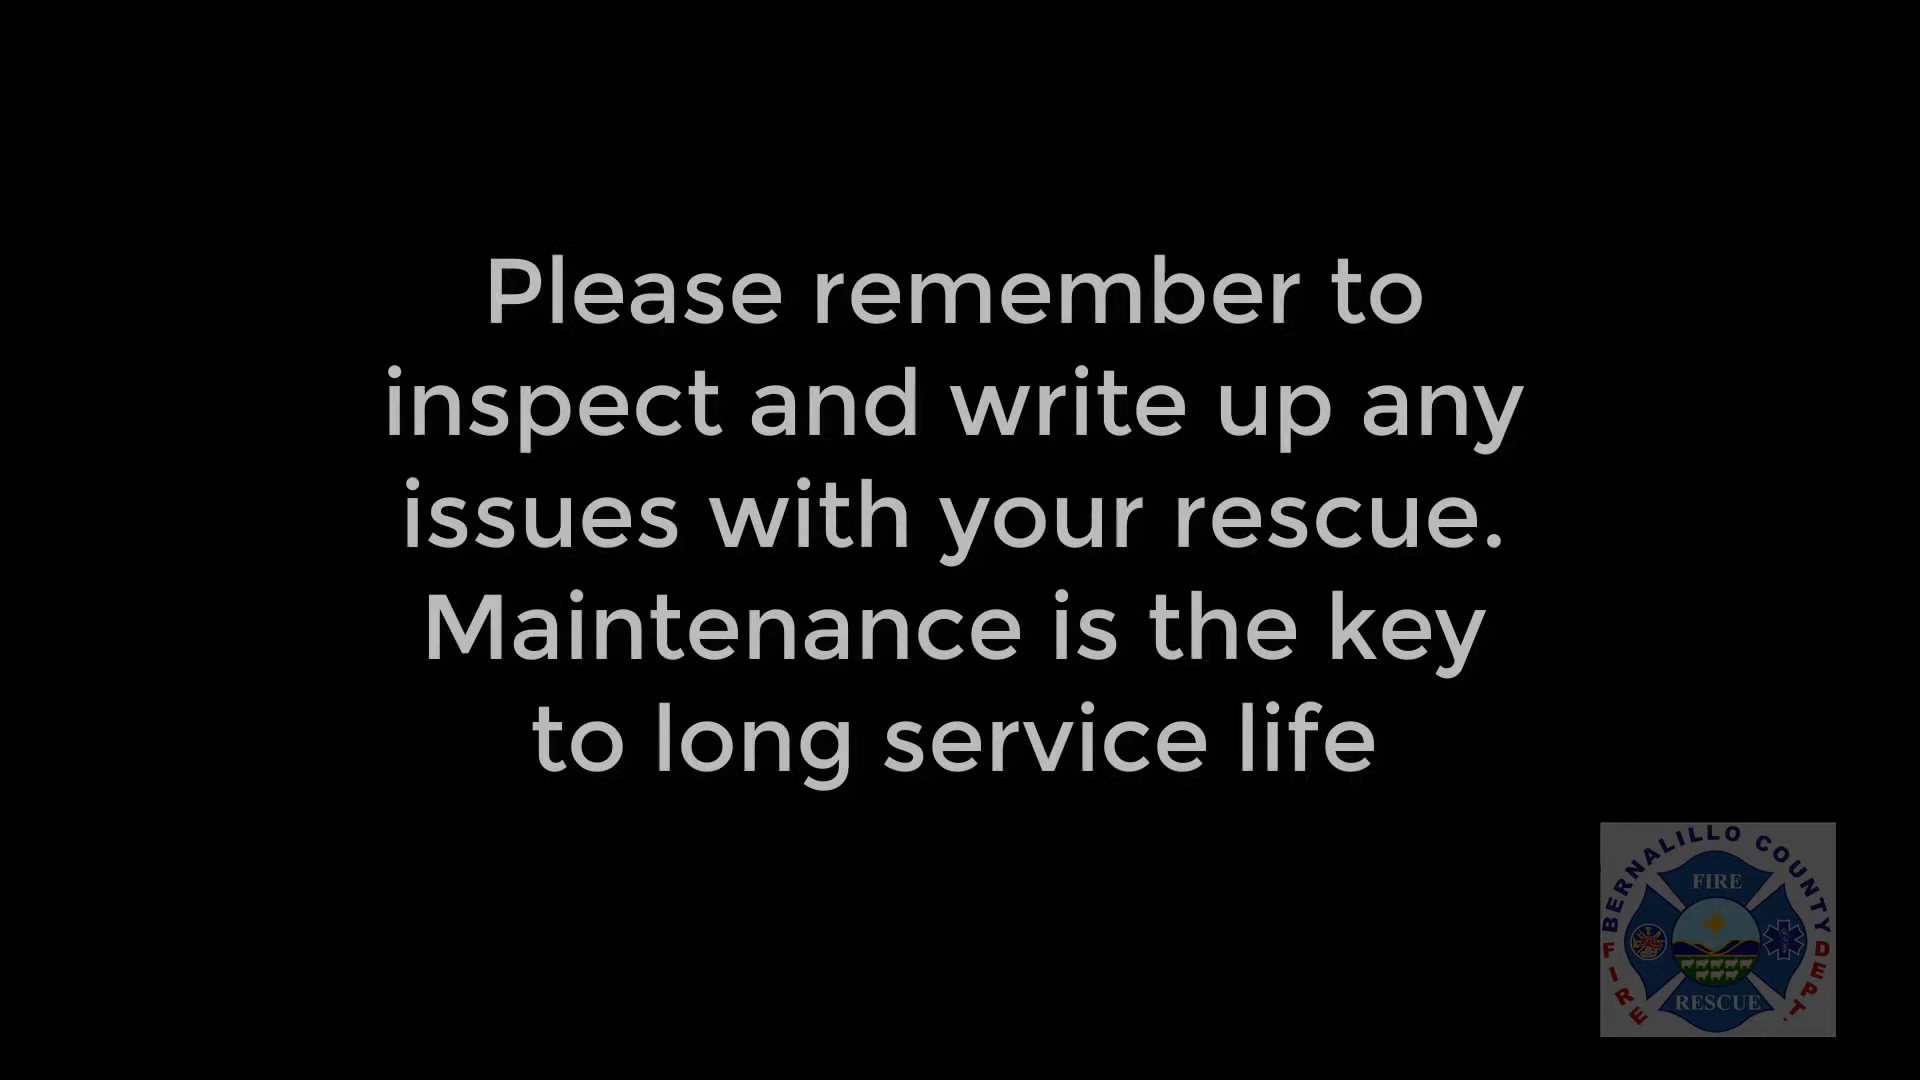 Please remember to
inspect and write up any
issues with your rescue.
Maintenance is the key
to long service life
BERNALILLO COUNTY
FIRE DEPT.
FIRE
RESCUE